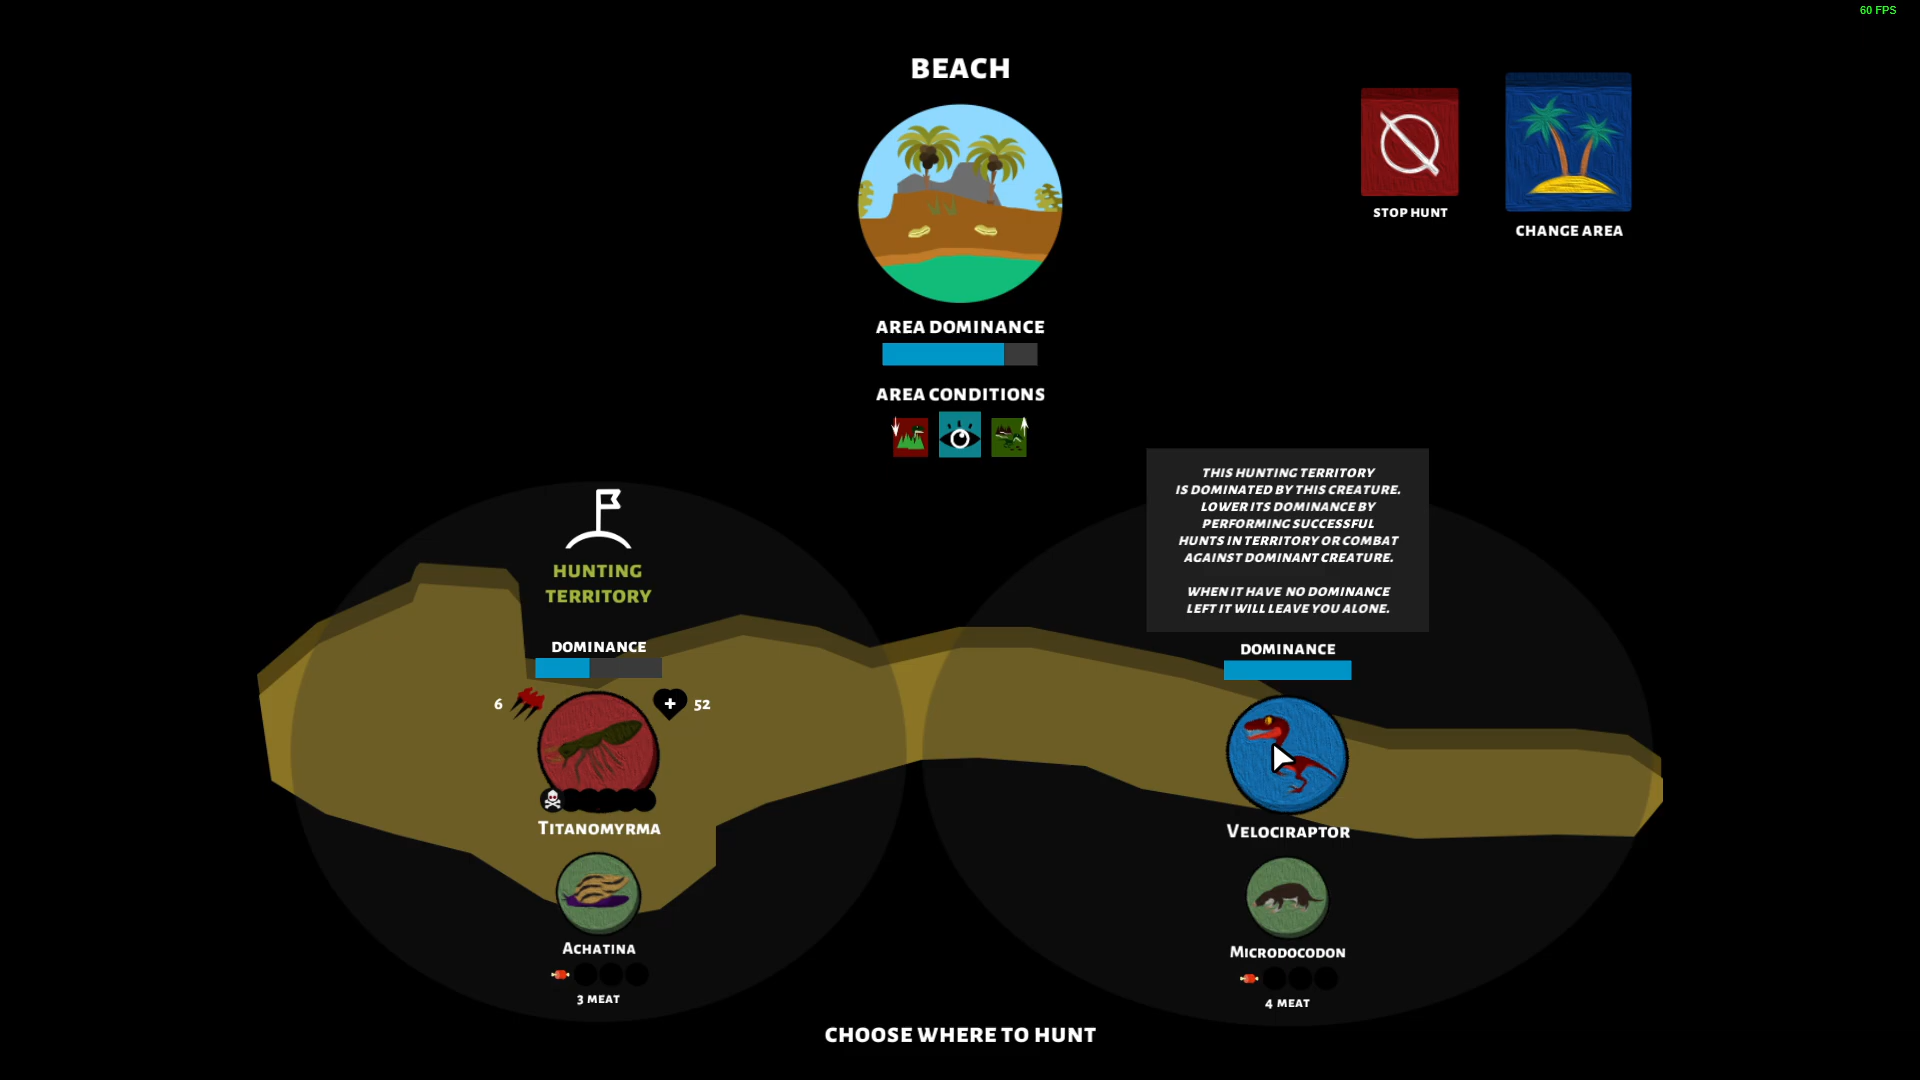 60 FPS
BEACH
STOP HUNT
CHANGE AREA
AREA DOMINANCE
AREA CONDITIONS
THIS HUNTING TERRITORY
IS DOMINATED BY THIS CREATURE.
LOWER ITS DOMINANCE BY
PERFORMING SUCCESSFUL
HUNTS IN TERRITORY OR COMBAT
AGAINST DOMINANT CREATURE.
WHEN IT HAVE NO DOMINANCE
LEFT IT WILL LEAVE YOU ALONE.
HUNTING
TERRITORY
DOMINANCE
6
52
TITANOMYRMA
ACHATINA
3 MEAT
DOMINANCE
VELOCIRAPTOR
MICRODOCODON
4 MEAT
CHOOSE WHERE TO HUNT